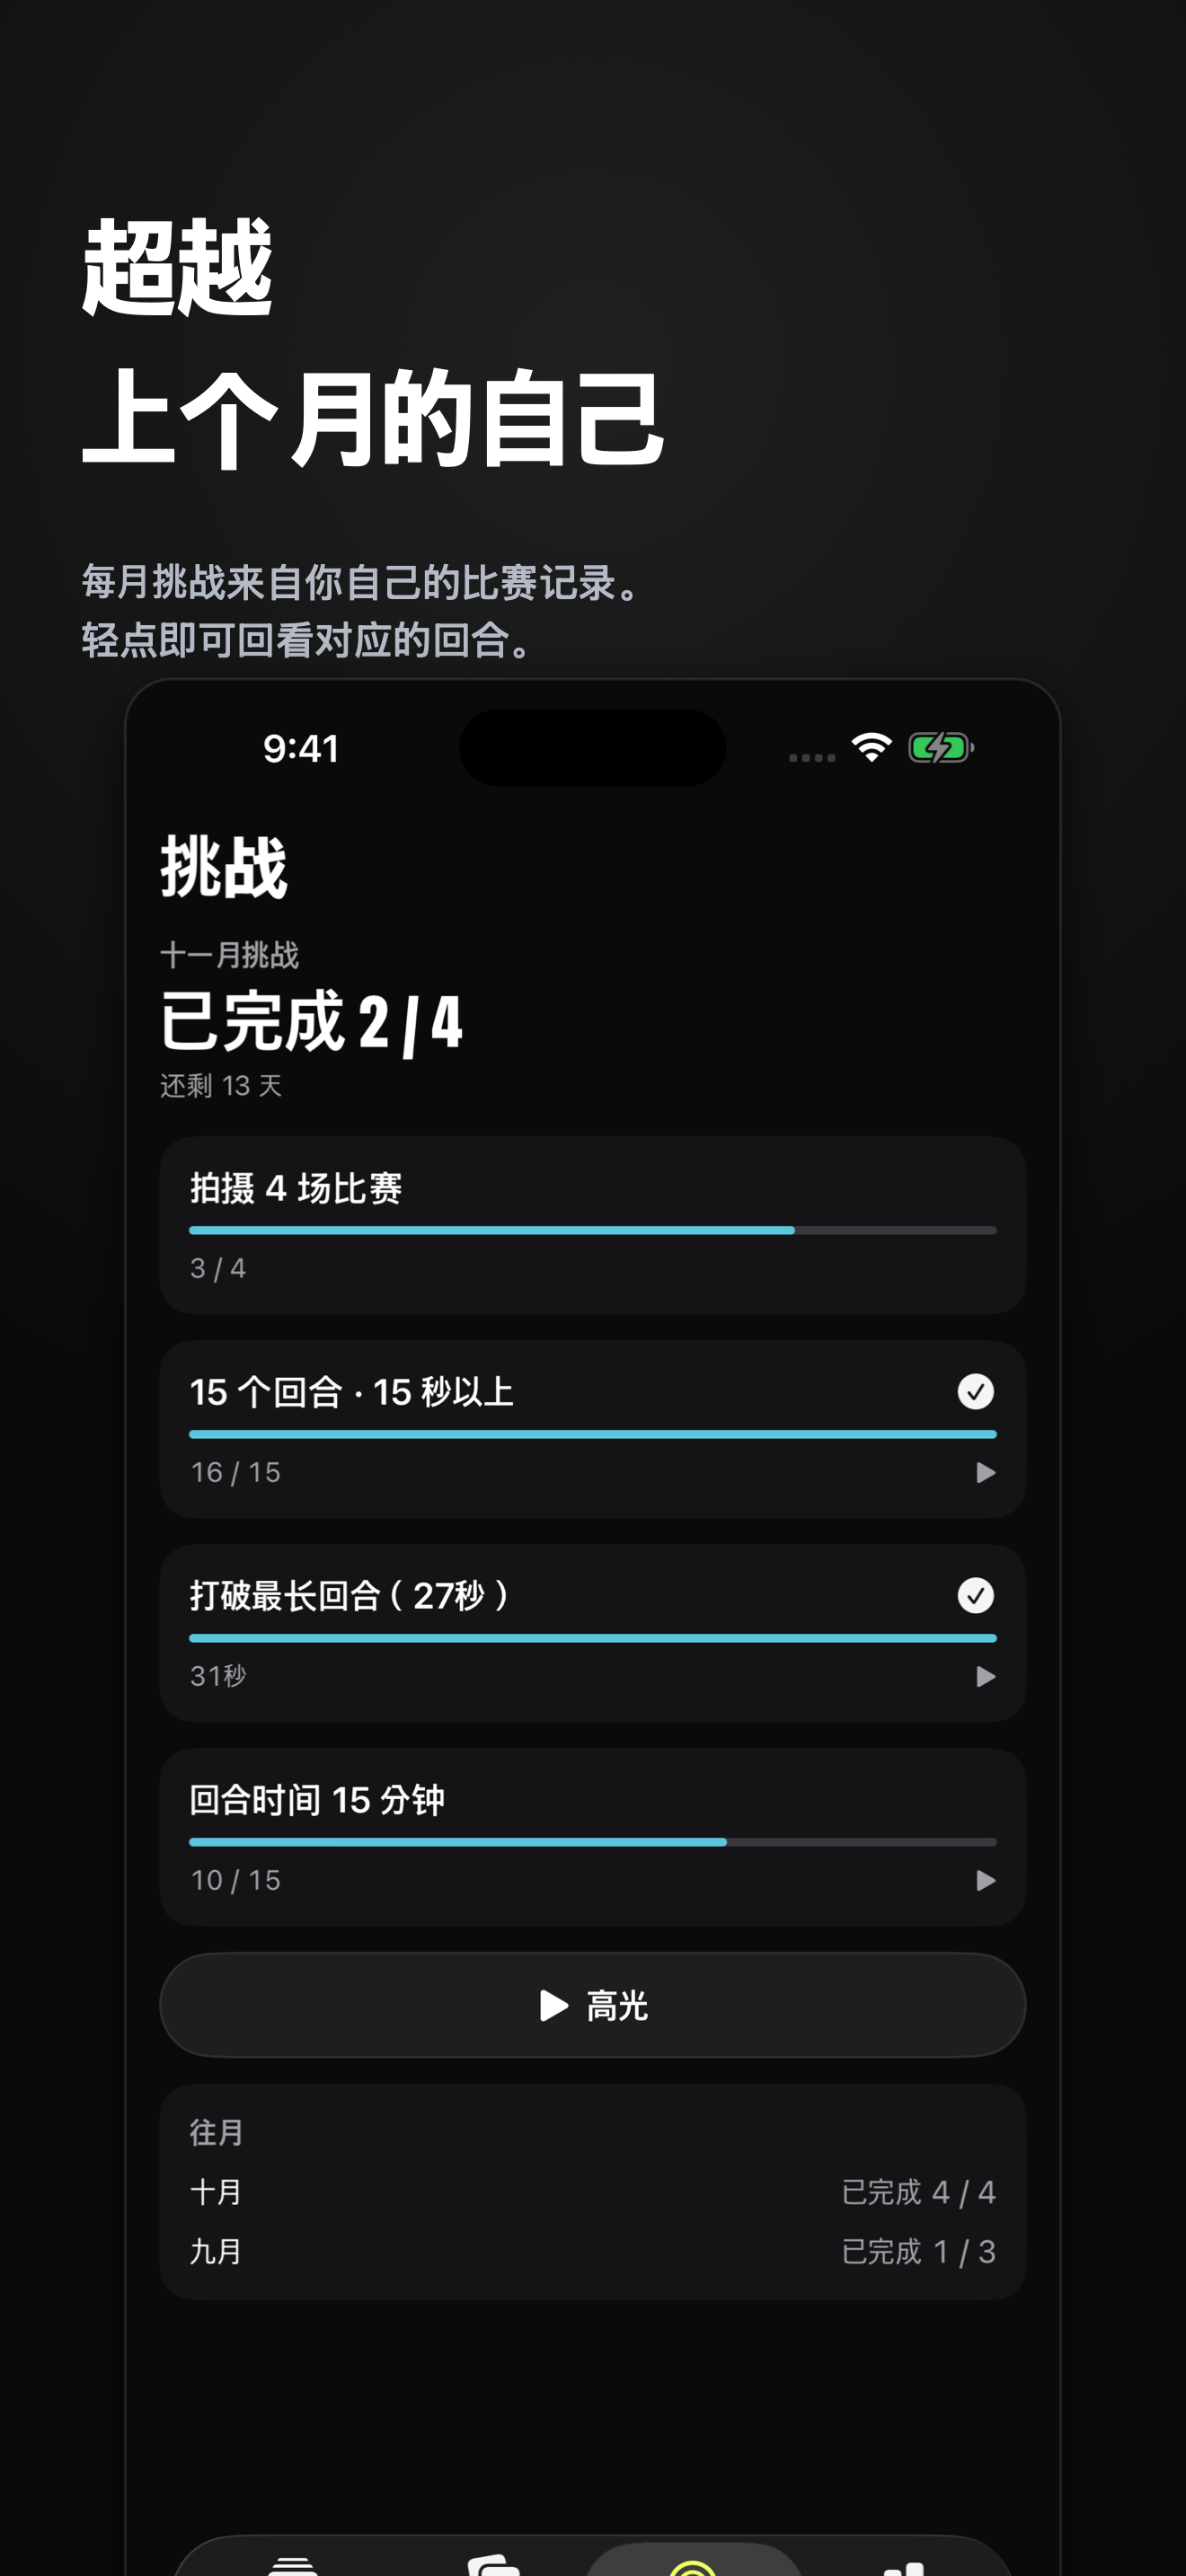 超越
上个月的自己
每月挑战来自你自己的比赛记录。
轻点即可回看对应的回合。
9:41
挑战
十一月挑战
已完成 2 / 4
还剩 13 天
拍摄 4 场比赛
3 / 4
15 个回合 · 15 秒以上
16 / 15
打破最长回合（27秒）
31秒
回合时间 15 分钟
10 / 15
高光
往月
十月 已完成 4 / 4
九月 已完成 1 / 3